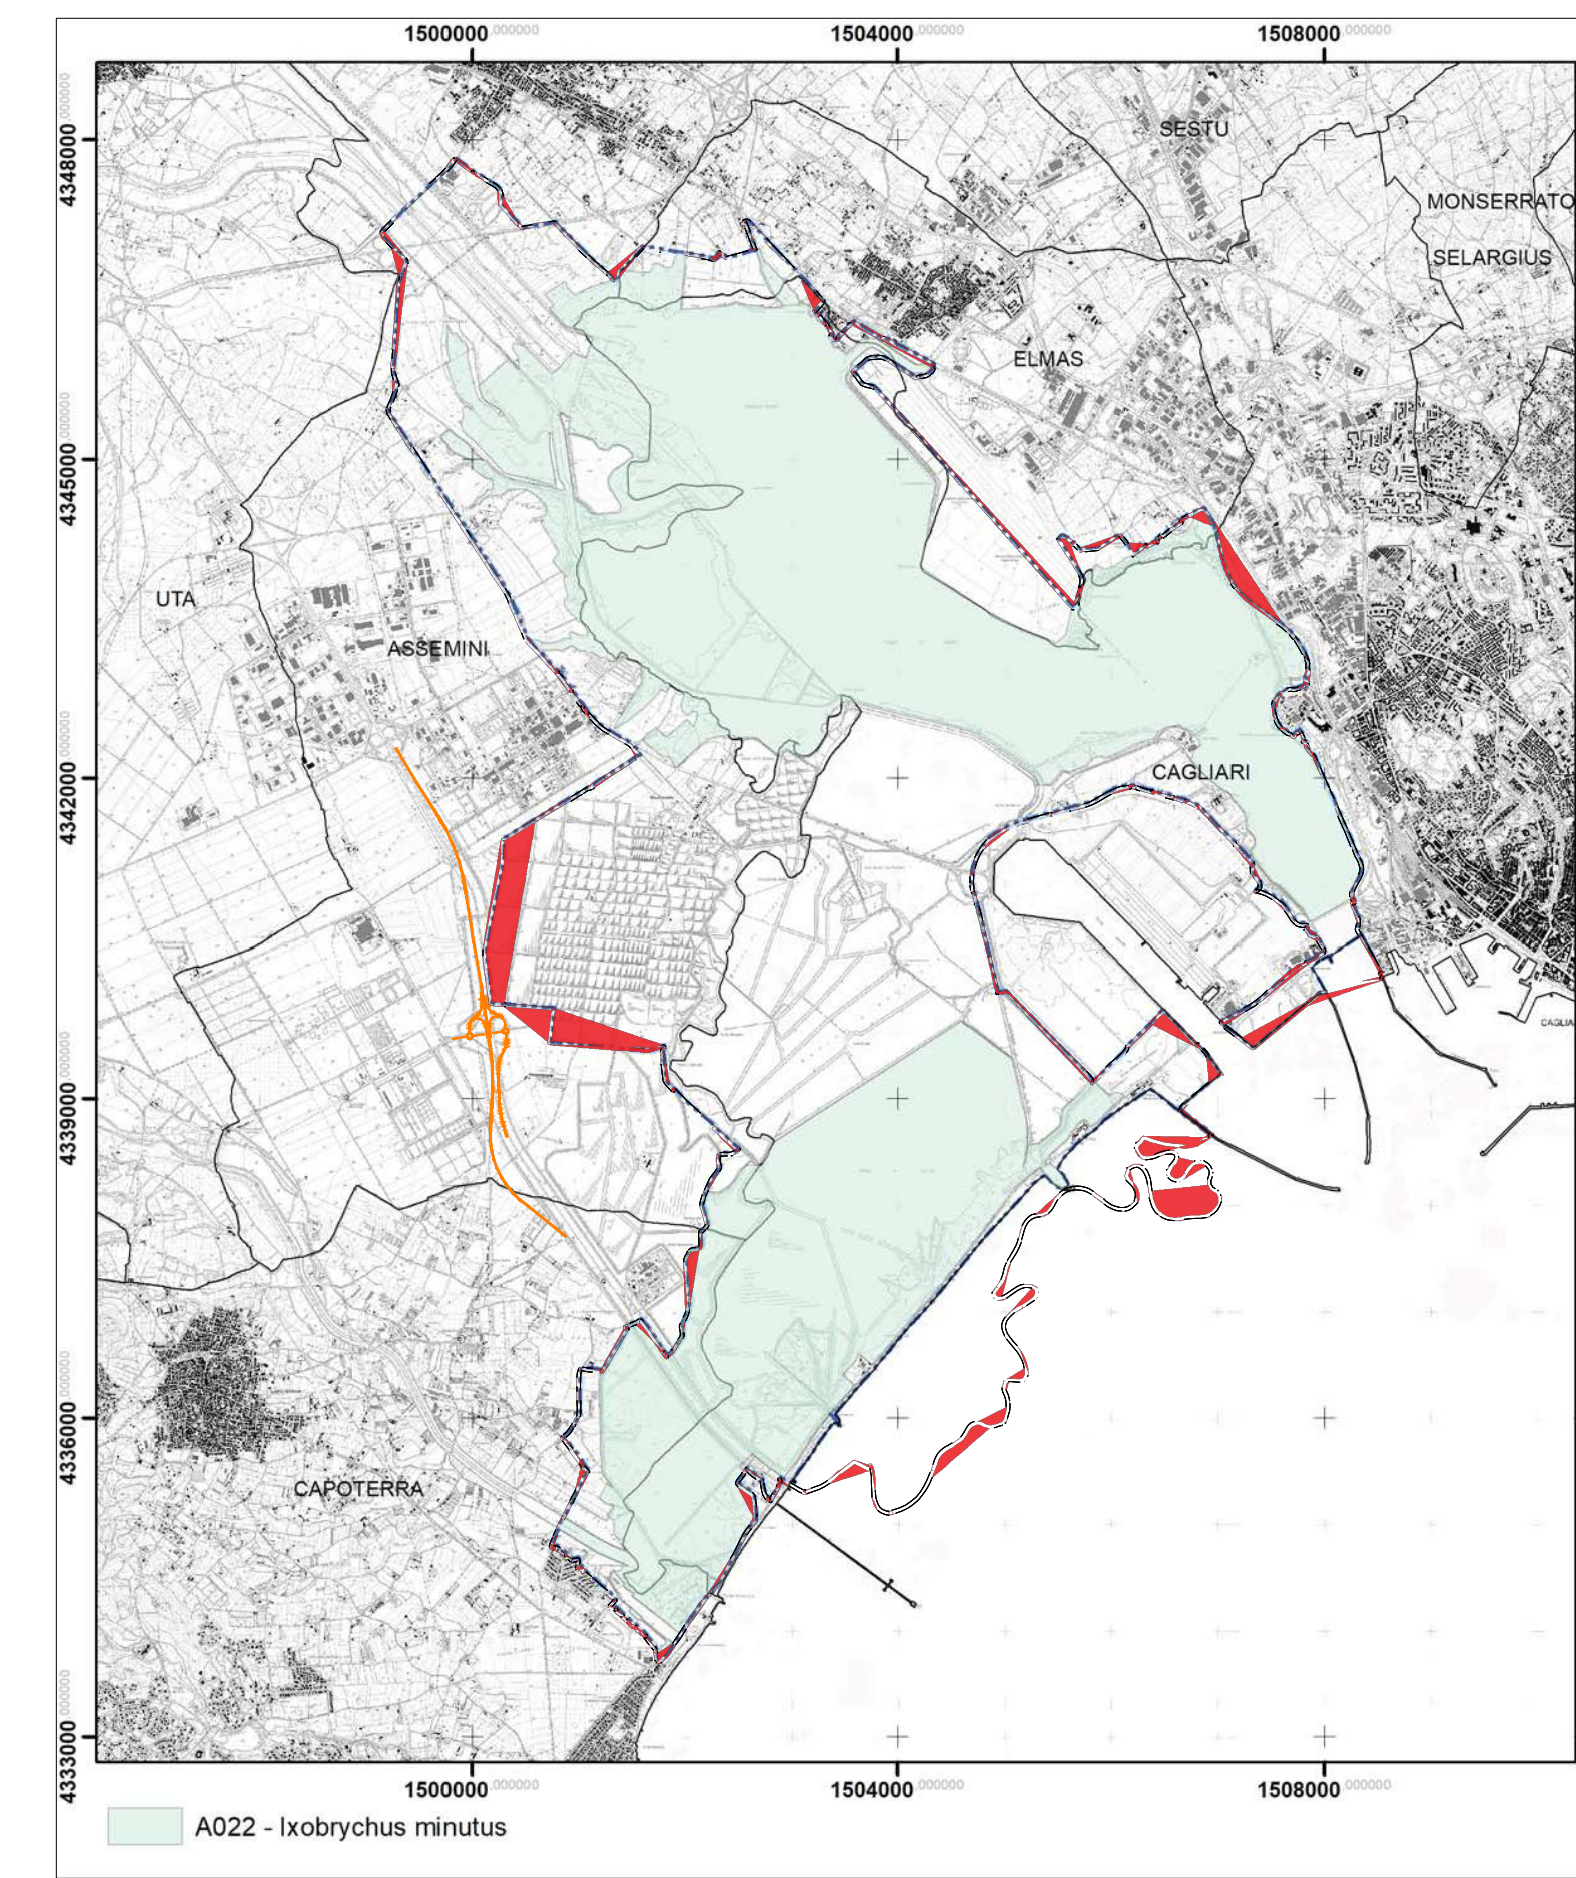 1500000,000000 1504000,000000 1508000,000000
4348000,000000
4345000,000000
4342000,000000
4339000,000000
4336000,000000
4333000,000000
SESTU
MONSERRATO
SELARGIUS
ELMAS
UTA
ASSEMINI
CAGLIARI
CAGLIA
CAPOTERRA
1500000,000000 1504000,000000 1508000,000000
A022 - Ixobrychus minutus